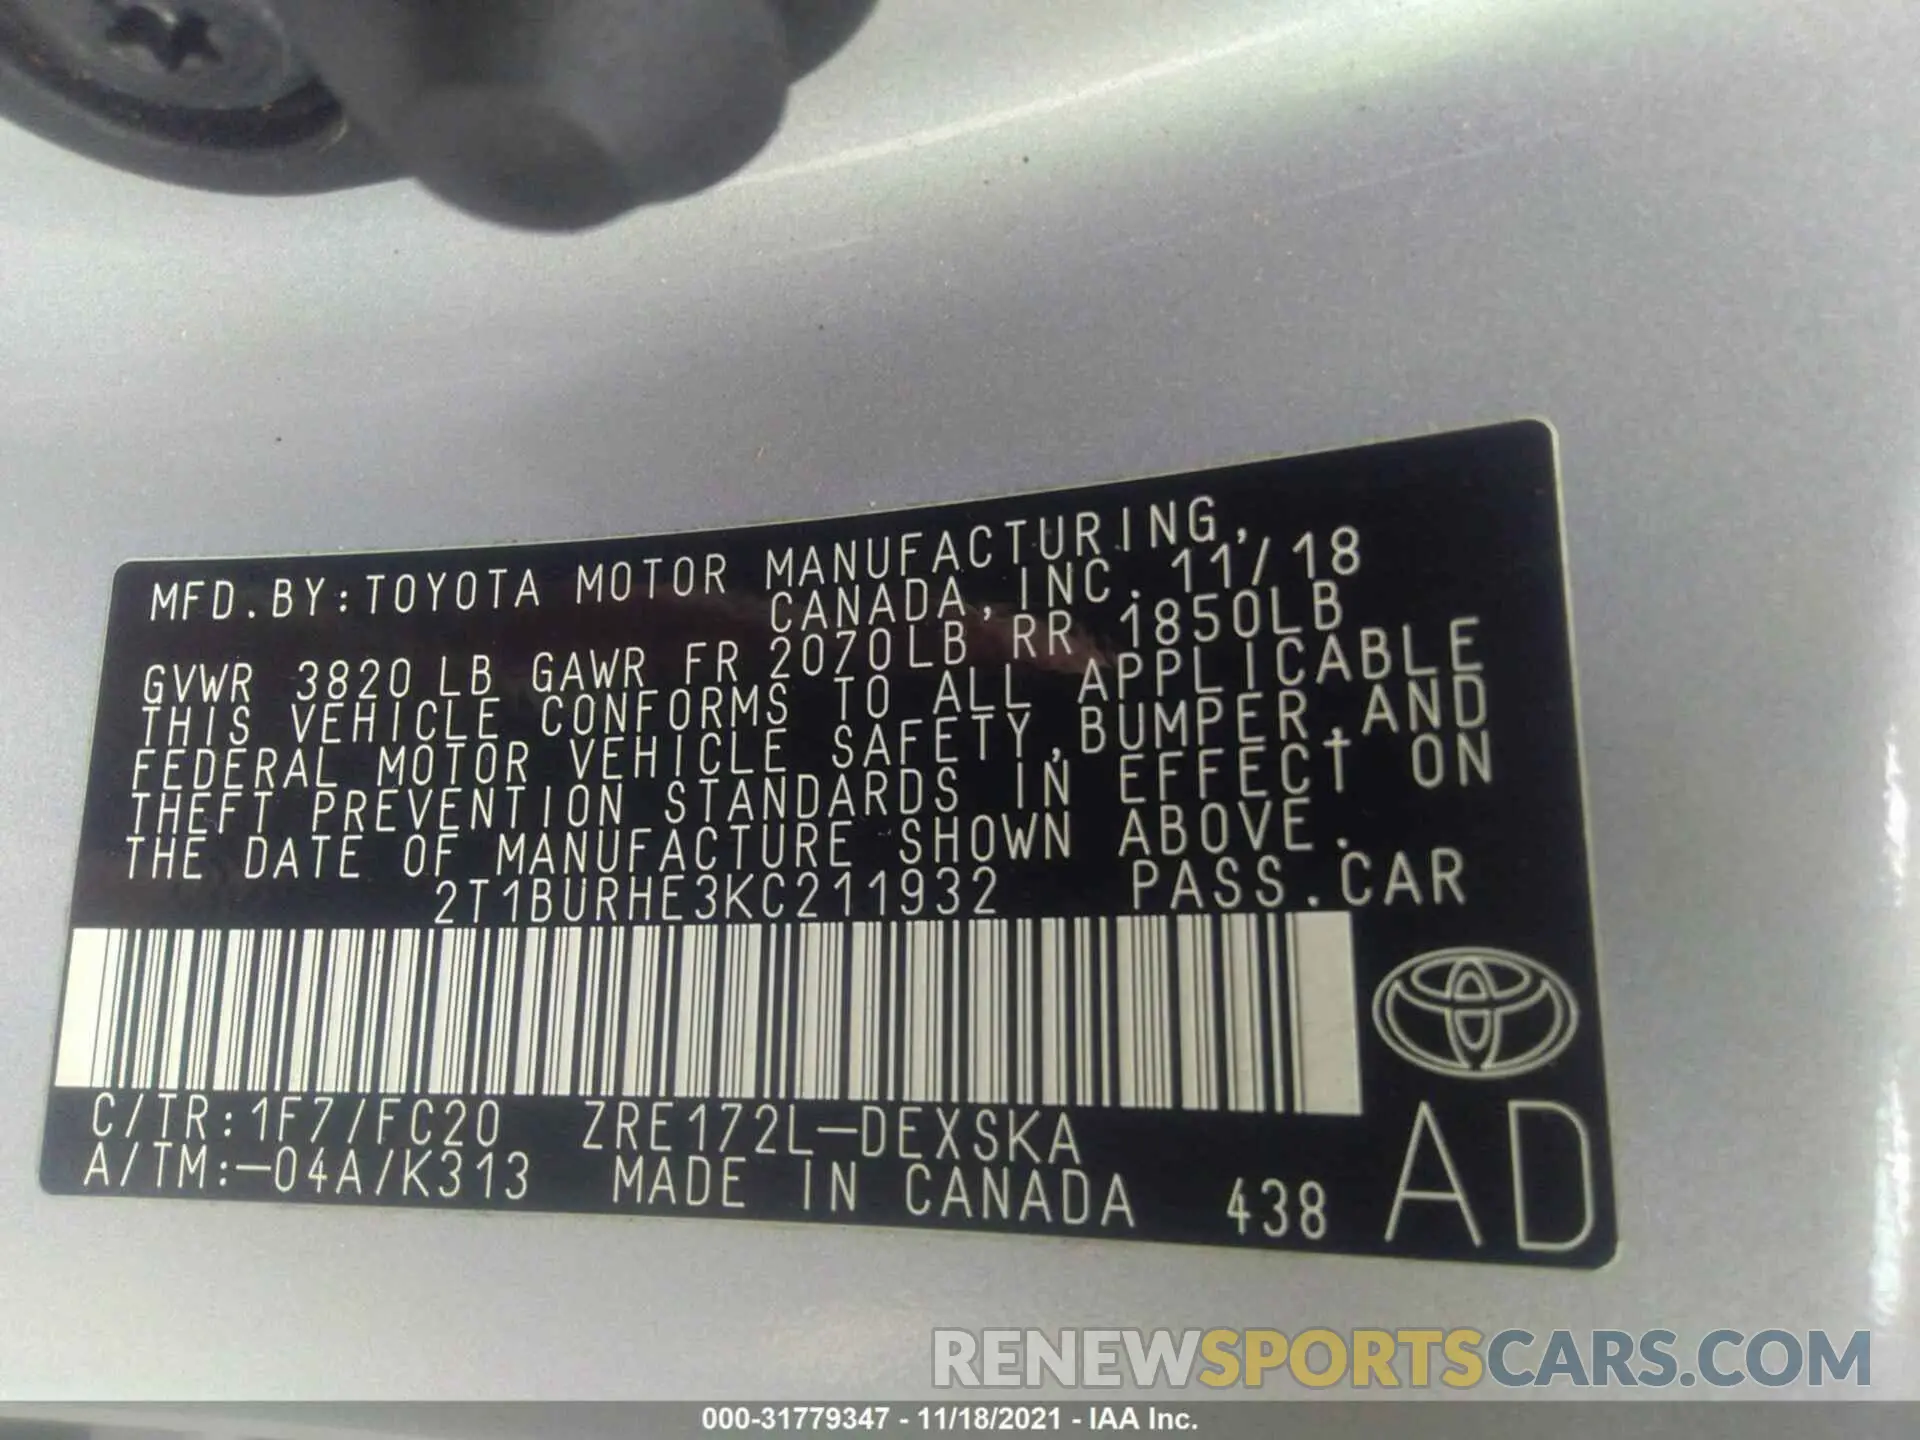 MFD.BY:TOYOTA MOTOR MANUFACTURING,
CANADA, INC. 11/18
GVWR 3820 LB GAWR FR 2070LB RR 1850LB
THIS VEHICLE CONFORMS TO ALL APPLICABLE
FEDERAL MOTOR VEHICLE SAFETY,BUMPER,AND
THEFT PREVENTION STANDARDS IN EFFECT ON
THE DATE OF MANUFACTURE SHOWN ABOVE.
2T1BURHE3KC211932 PASS.CAR
C/TR:1F7/FC20 ZRE172L-DEXSKA
A/TM:-04A/K313 MADE IN CANADA 438 AD
RENEWSPORTSCARS.COM
000-31779347 - 11/18/2021 - IAA Inc.